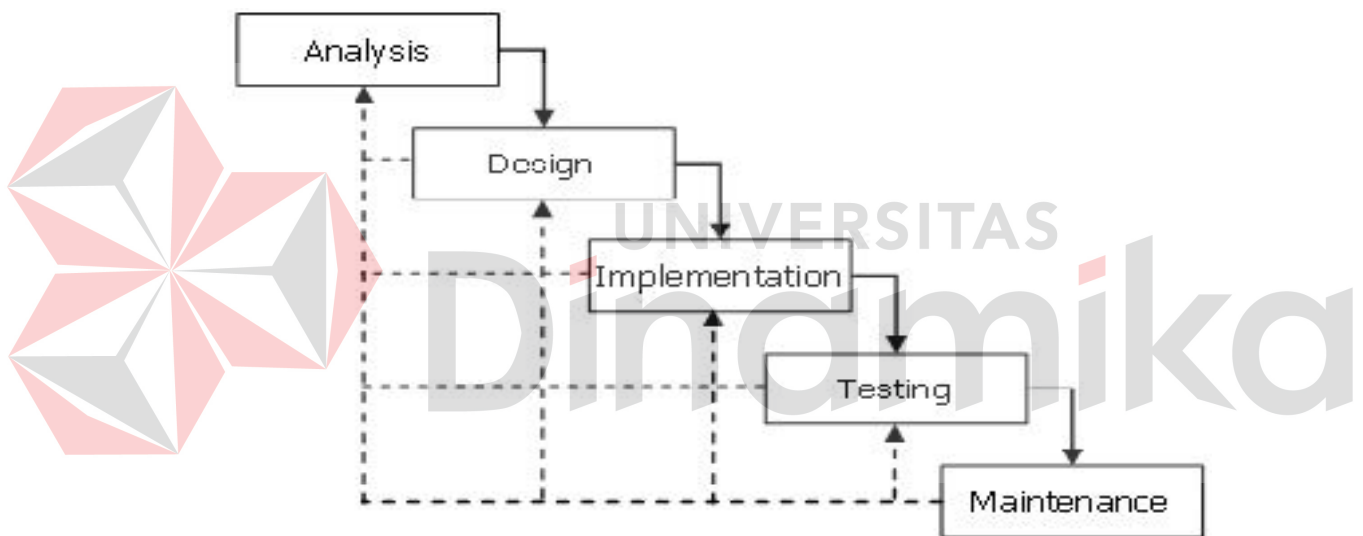 Analysis
Design
UNIVERSITAS
Dinamika
Implementation
Testing
Maintenance